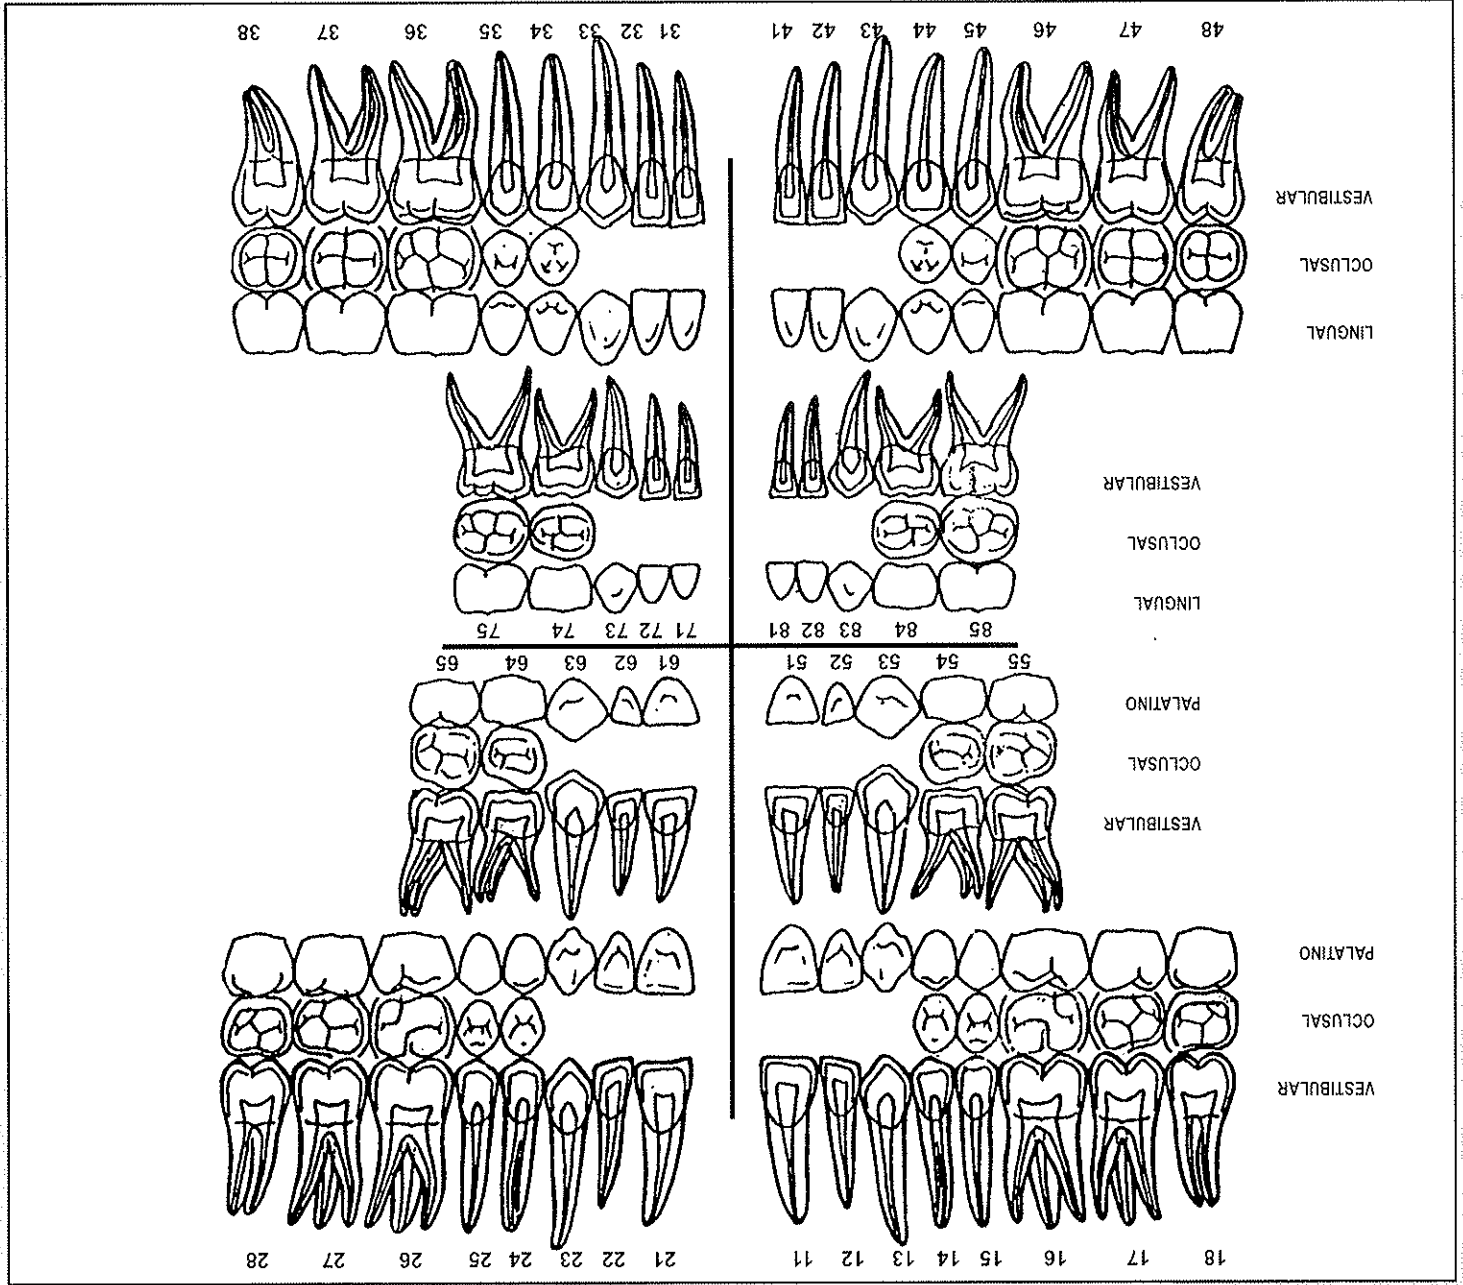 18 17 16 15 14 13 12 11 21 22 23 24 25 26 27 28
VESTIBULAR
OCLUSAL
PALATINO
VESTIBULAR
OCLUSAL
PALATINO
55 54 53 52 51 61 62 63 64 65
85 84 83 82 81 71 72 73 74 75
LINGUAL
OCLUSAL
VESTIBULAR
LINGUAL
OCLUSAL
VESTIBULAR
48 47 46 45 44 43 42 41 31 32 33 34 35 36 37 38